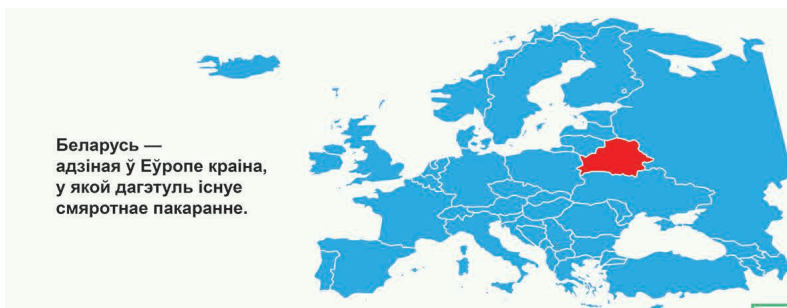 Беларусь —
адзіная ў Еўропе краіна,
у якой дагэтуль існуе
смяротнае пакаранне.